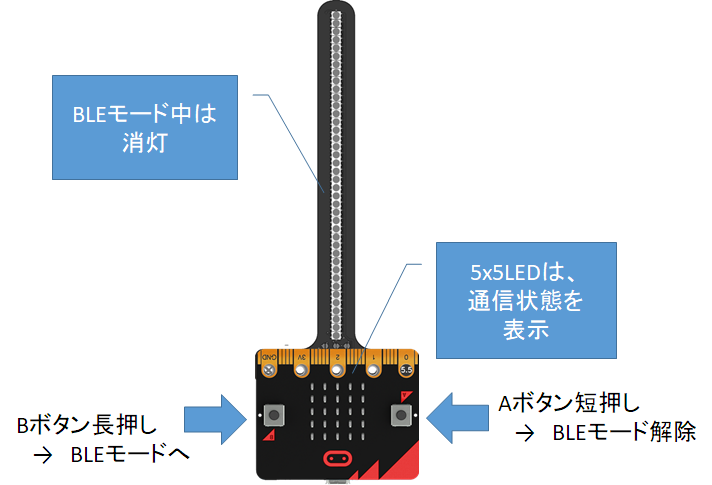 BLEモード中は
消灯
5x5LEDは、
通信状態を
表示
GND
3V
2
1
0
5.5
Bボタン長押し
→ BLEモードへ
Aボタン短押し
→ BLEモード解除
B
A